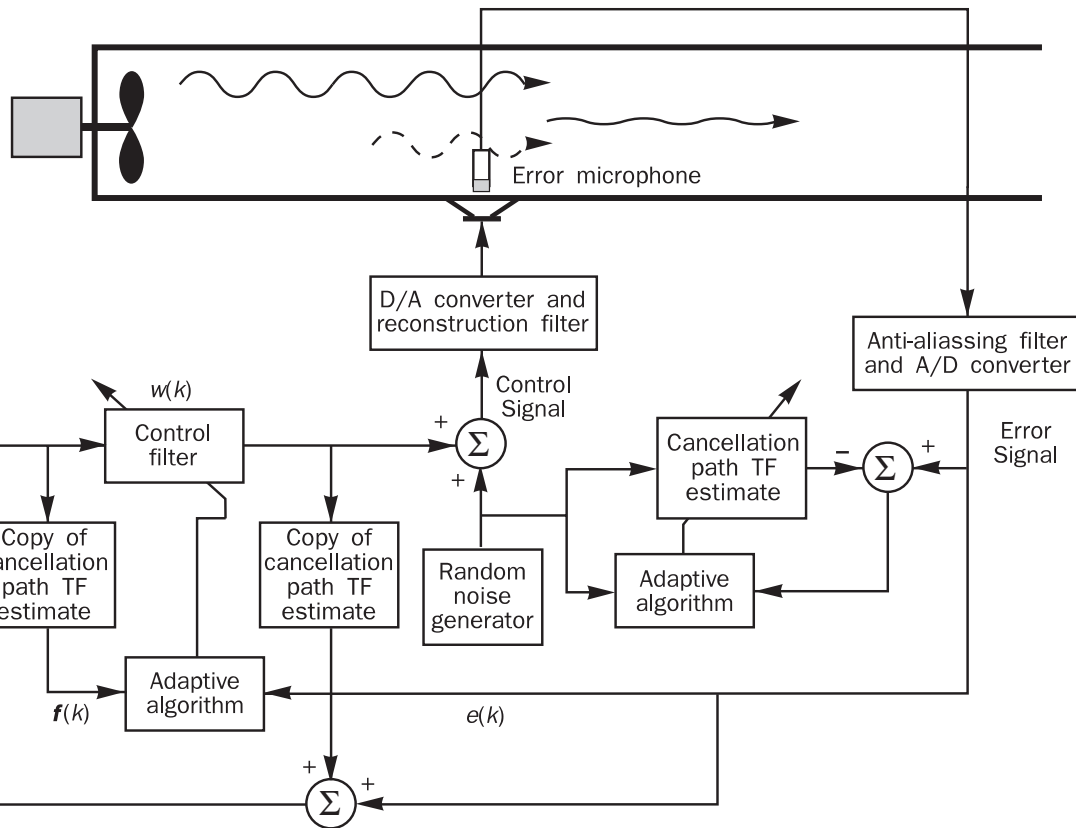 Error microphone
D/A converter and
reconstruction filter
Anti-aliassing filter
and A/D converter
Control
Signal
w(k)
Control
filter
+
Σ
+
Cancellation
path TF
estimate
−
Σ
+
Error
Signal
Copy of
ancellation
path TF
estimate
Copy of
cancellation
path TF
estimate
Random
noise
generator
Adaptive
algorithm
Adaptive
algorithm
f(k)
e(k)
+
Σ
+